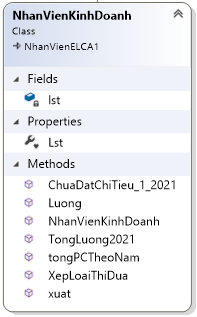 NhanVienKinhDoanh
Class
NhanVienELCA1
Fields
lst
Properties
Lst
Methods
ChuaDatChiTieu_1_2021
Luong
NhanVienKinhDoanh
TongLuong2021
tongPCTheoNam
XepLoaiThiDua
xuat